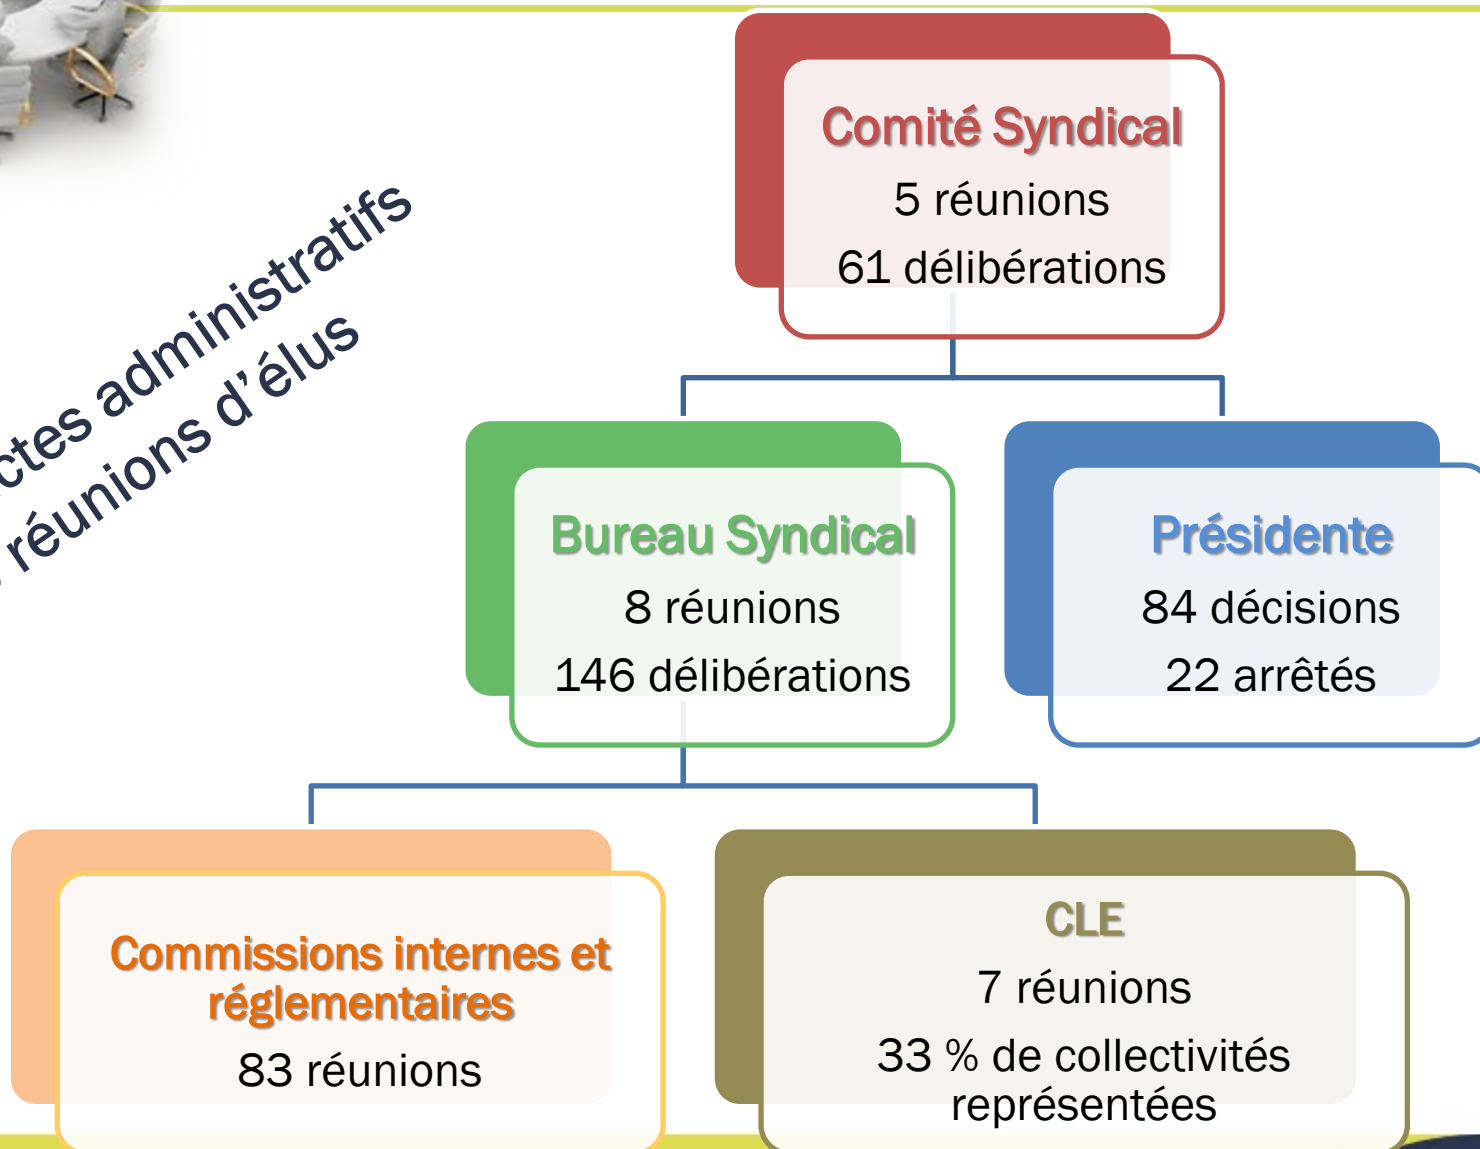 administratifs
réunions d’élus
Comité Syndical
5 réunions
61 délibérations
Bureau Syndical
8 réunions
146 délibérations
Présidente
84 décisions
22 arrêtés
Commissions internes et
réglementaires
83 réunions
CLE
7 réunions
33 % de collectivités
représentées